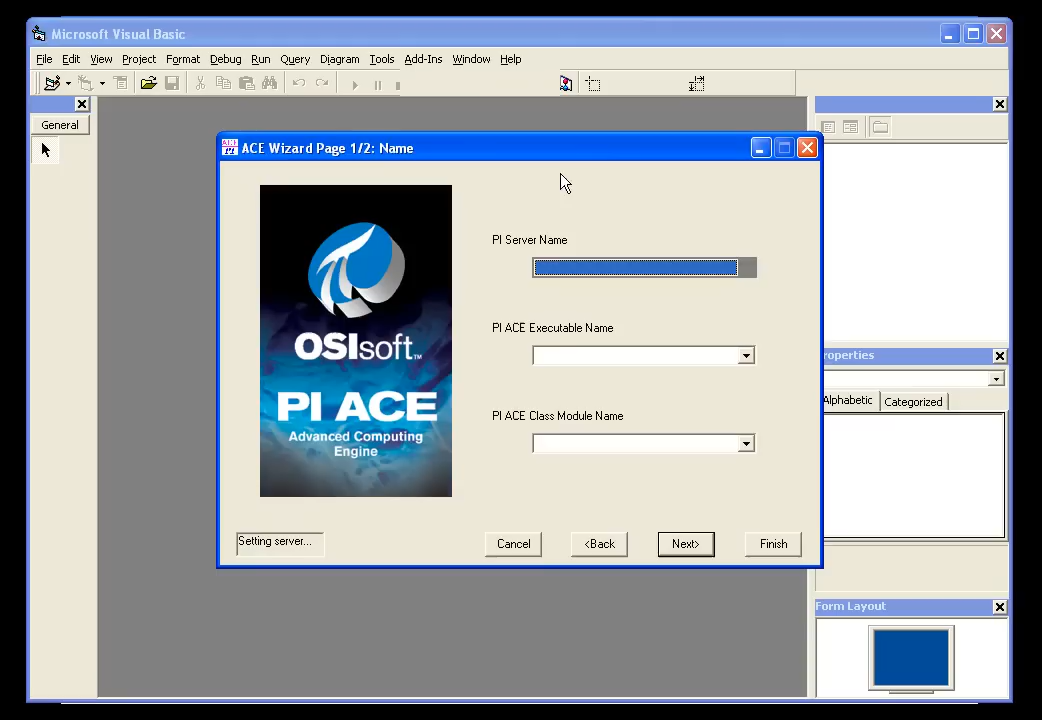 Microsoft Visual Basic
File Edit View Project Format Debug Run Query Diagram Tools Add-Ins Window Help
General
ACE Wizard Page 1/2: Name
PI Server Name
OSIsoft™
PI ACE
Advanced Computing
Engine
PI ACE Executable Name
PI ACE Class Module Name
Setting server...
Cancel
<Back
Next>
Finish
roperties
Alphabetic
Categorized
Form Layout